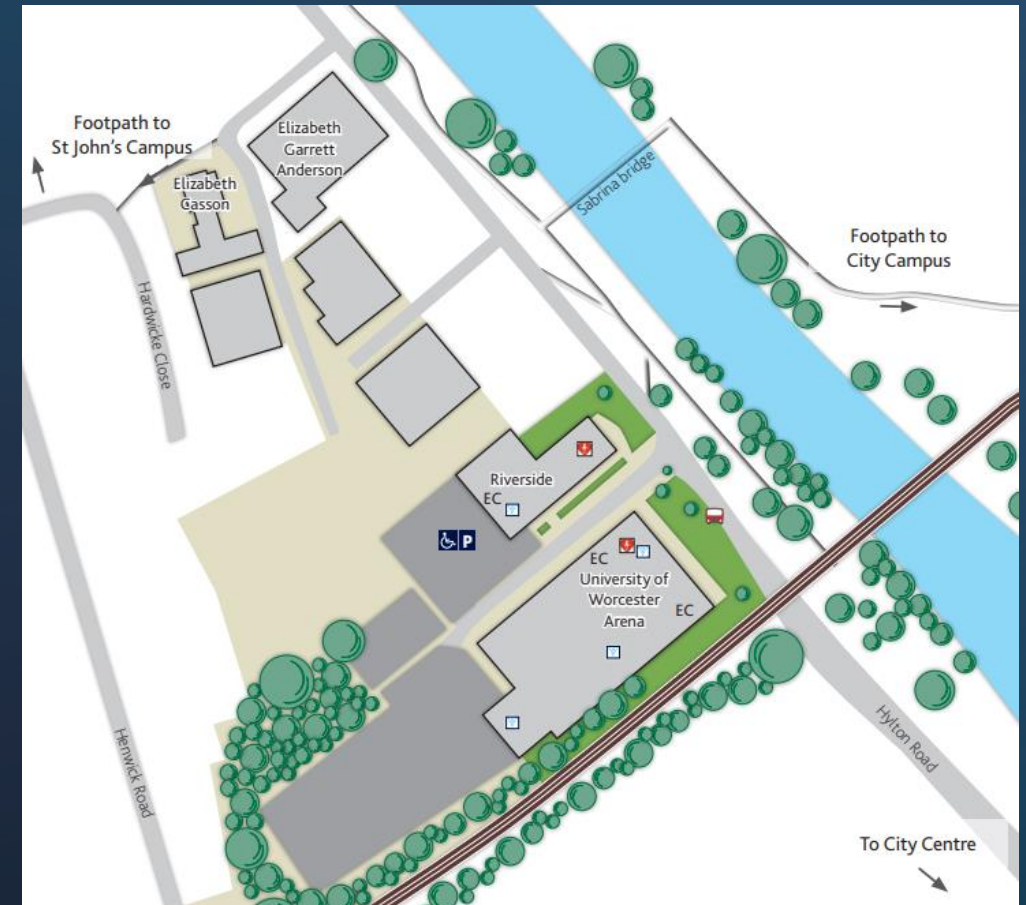 Footpath to
St John's Campus
Elizabeth
Garrett
Anderson
Elizabeth
Casson
Sabrina bridge
Footpath to
City Campus
Hardwicke Close
Riverside
EC
P
EC
University of
Worcester
Arena
EC
Henwick Road
Hylton Road
To City Centre